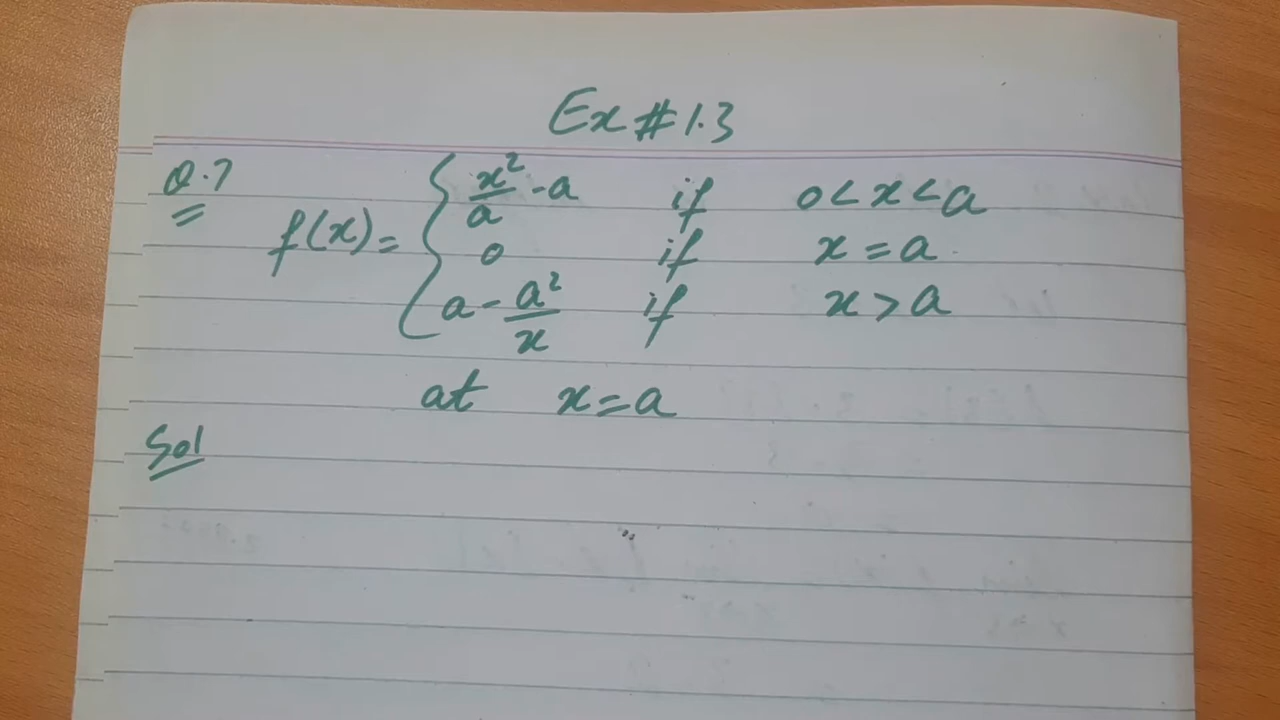 Ex # 1.3
Q.7
f(x) = { x²/a - a if 0 < x < a
0 if x = a
a - a²/x if x > a
at x = a
Sol